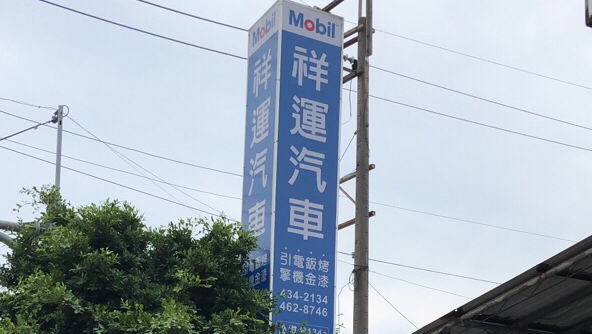 Mobil
祥運汽車
引電鈑烤
擎機金漆
434-2134
462-8746
Mobil
祥運汽車